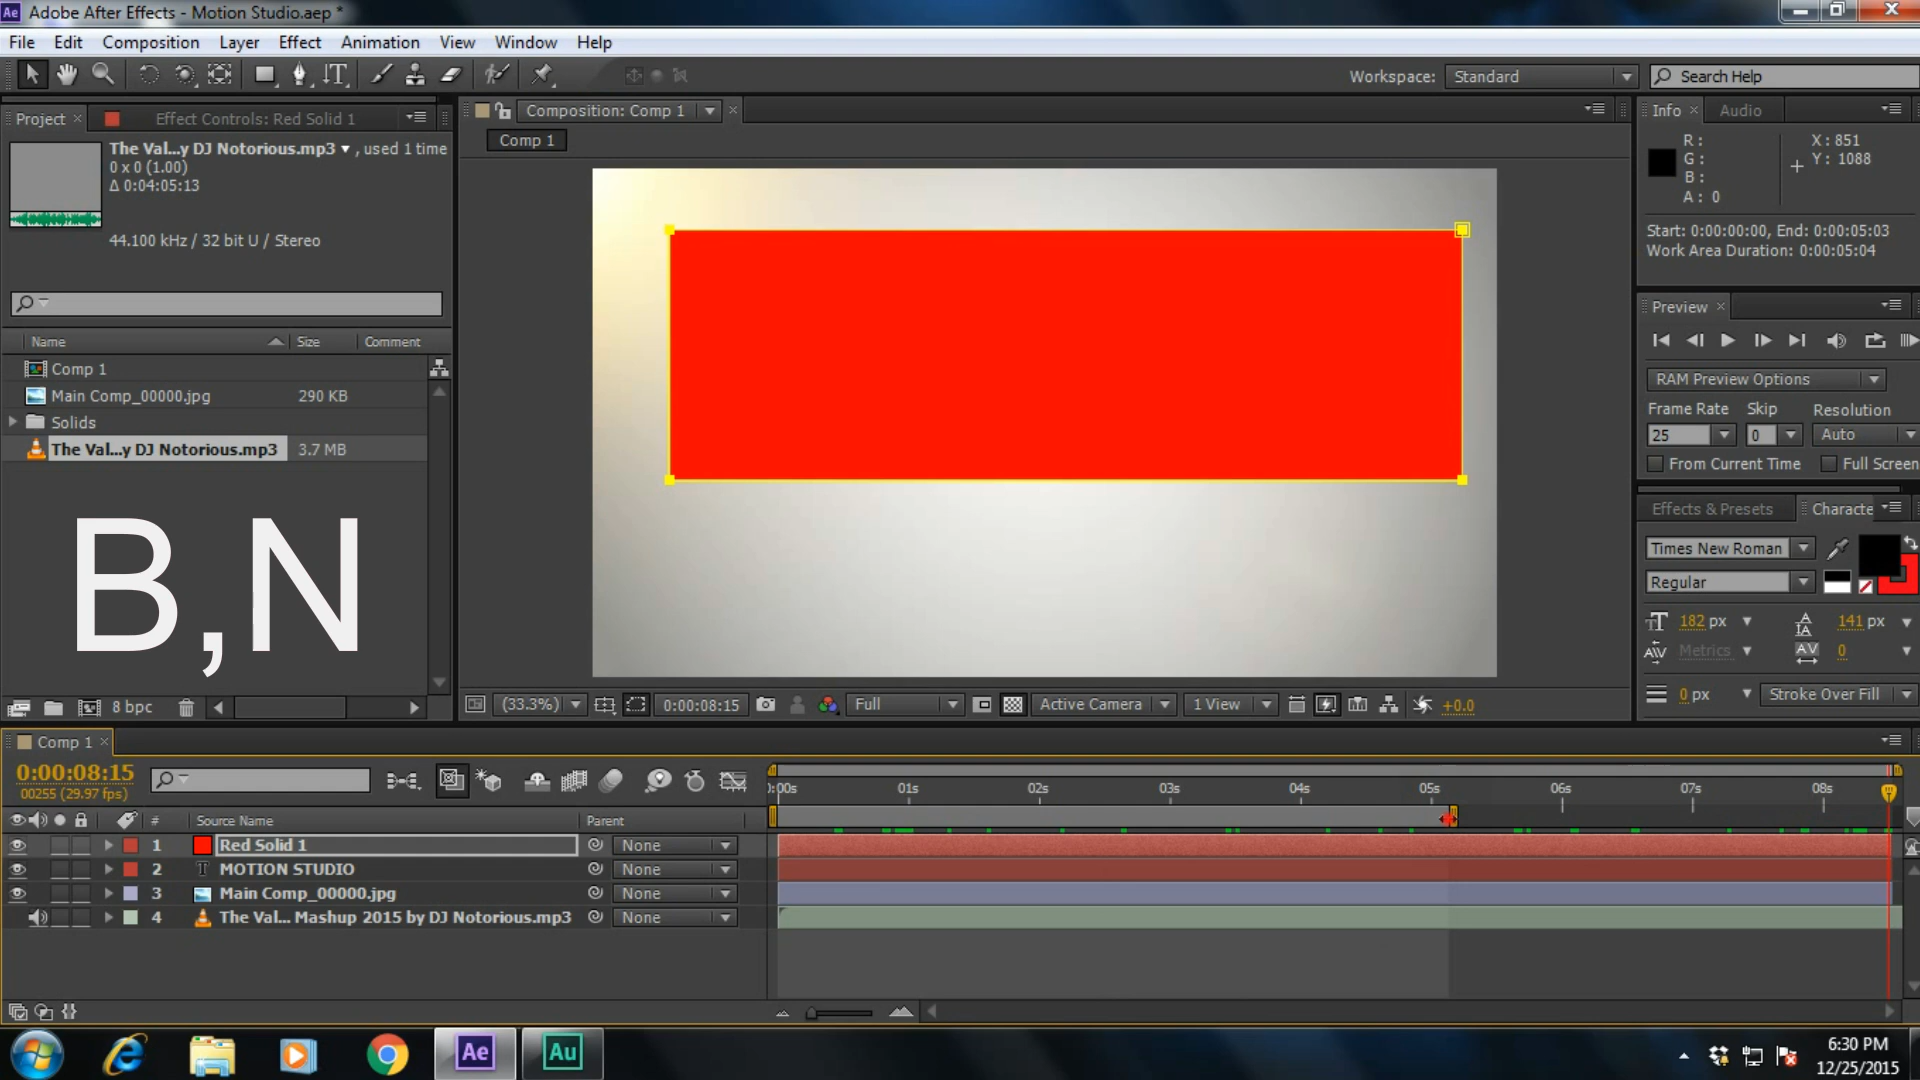 Ae Adobe After Effects - Motion Studio.aep *
File Edit Composition Layer Effect Animation View Window Help
Workspace: Standard Search Help
Project × Effect Controls: Red Solid 1
The Val...y DJ Notorious.mp3 ▼ , used 1 time
0 x 0 (1.00)
Δ 0:04:05:13
44.100 kHz / 32 bit U / Stereo
Name Size Comment
Comp 1
Main Comp_00000.jpg 290 KB
Solids
The Val...y DJ Notorious.mp3 3.7 MB
B,N
8 bpc
Composition: Comp 1
Comp 1
(33.3%) 0:00:08:15 Full Active Camera 1 View +0.0
Info × Audio
R: X: 851
G: Y: 1088
B:
A: 0
Start: 0:00:00:00, End: 0:00:05:03
Work Area Duration: 0:00:05:04
Preview ×
RAM Preview Options
Frame Rate Skip Resolution
25 0 Auto
From Current Time Full Screen
Effects & Presets Characte
Times New Roman
Regular
182 px 141 px
Metrics 0
0 px Stroke Over Fill
Comp 1 ×
0:00:08:15
00255 (29.97 fps)
:00s 01s 02s 03s 04s 05s 06s 07s 08s
# Source Name Parent
1 Red Solid 1 None
2 T MOTION STUDIO None
3 Main Comp_00000.jpg None
4 The Val... Mashup 2015 by DJ Notorious.mp3 None
Ae Au
6:30 PM
12/25/2015